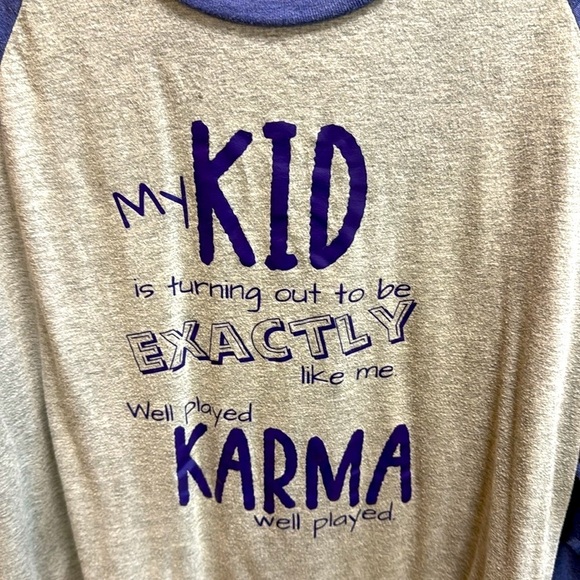 My KID
is turning out to be
EXACTLY
like me.
Well played
KARMA
well played.